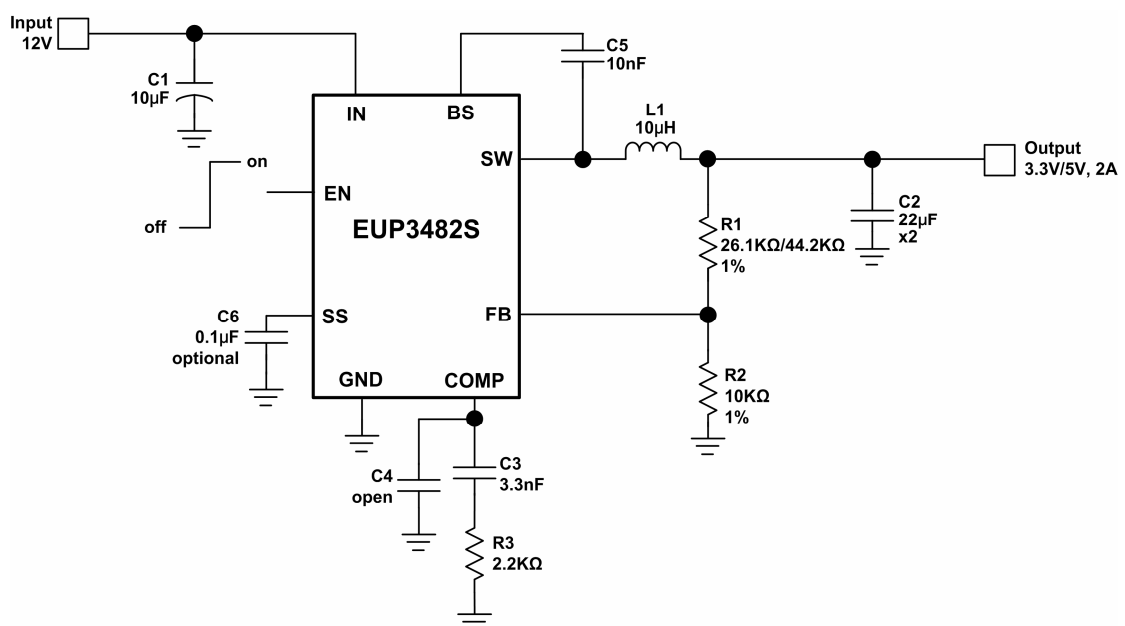 Input
12V
C1
10µF
IN
BS
C5
10nF
L1
10µH
SW
Output
3.3V/5V, 2A
on
off
EN
EUP3482S
C2
22µF
x2
R1
26.1KΩ/44.2KΩ
1%
C6
0.1µF
optional
SS
FB
GND
COMP
R2
10KΩ
1%
C4
open
C3
3.3nF
R3
2.2KΩ